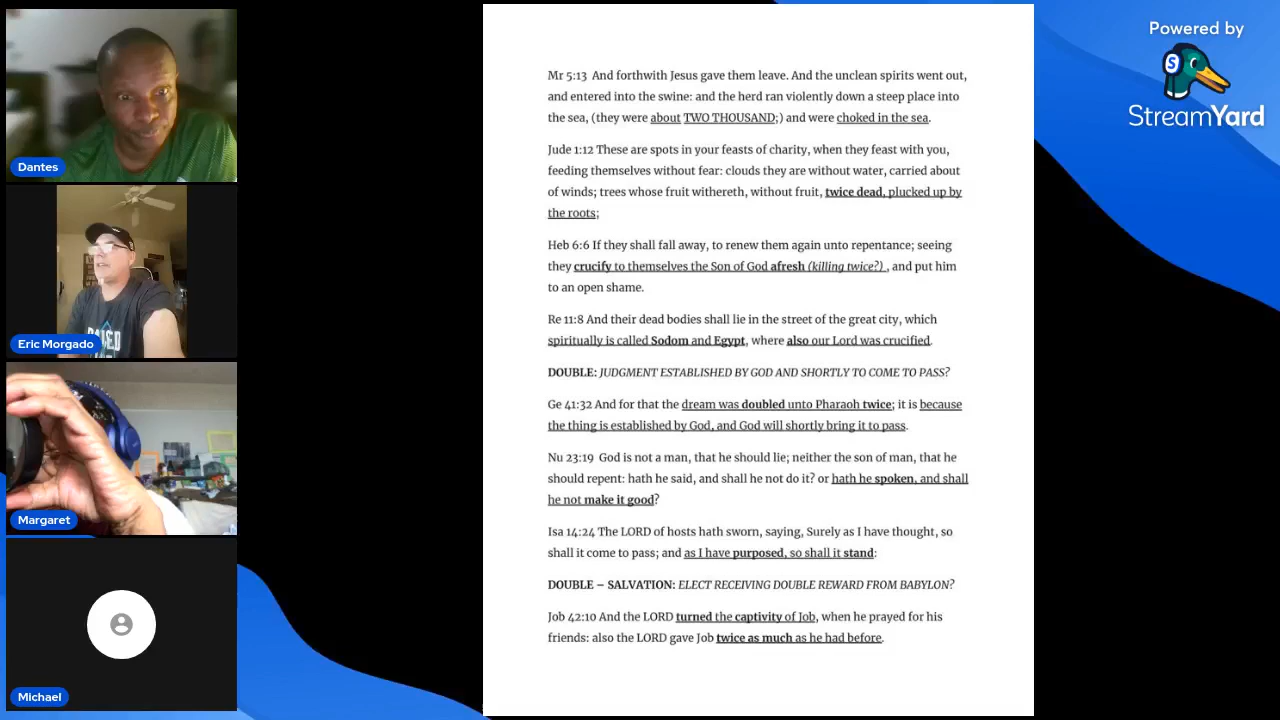 Dantes
Eric Morgado
Margaret
Michael
Mr 5:13  And forthwith Jesus gave them leave. And the unclean spirits went out,
and entered into the swine: and the herd ran violently down a steep place into
the sea, (they were about TWO THOUSAND;) and were choked in the sea.
Jude 1:12 These are spots in your feasts of charity, when they feast with you,
feeding themselves without fear: clouds they are without water, carried about
of winds; trees whose fruit withereth, without fruit, twice dead, plucked up by
the roots;
Heb 6:6 If they shall fall away, to renew them again unto repentance; seeing
they crucify to themselves the Son of God afresh (killing twice?) , and put him
to an open shame.
Re 11:8 And their dead bodies shall lie in the street of the great city, which
spiritually is called Sodom and Egypt, where also our Lord was crucified.
DOUBLE: JUDGMENT ESTABLISHED BY GOD AND SHORTLY TO COME TO PASS?
Ge 41:32 And for that the dream was doubled unto Pharaoh twice; it is because
the thing is established by God, and God will shortly bring it to pass.
Nu 23:19  God is not a man, that he should lie; neither the son of man, that he
should repent: hath he said, and shall he not do it? or hath he spoken, and shall
he not make it good?
Isa 14:24 The LORD of hosts hath sworn, saying, Surely as I have thought, so
shall it come to pass; and as I have purposed, so shall it stand:
DOUBLE – SALVATION: ELECT RECEIVING DOUBLE REWARD FROM BABYLON?
Job 42:10 And the LORD turned the captivity of Job, when he prayed for his
friends: also the LORD gave Job twice as much as he had before.
Powered by
S
StreamYard